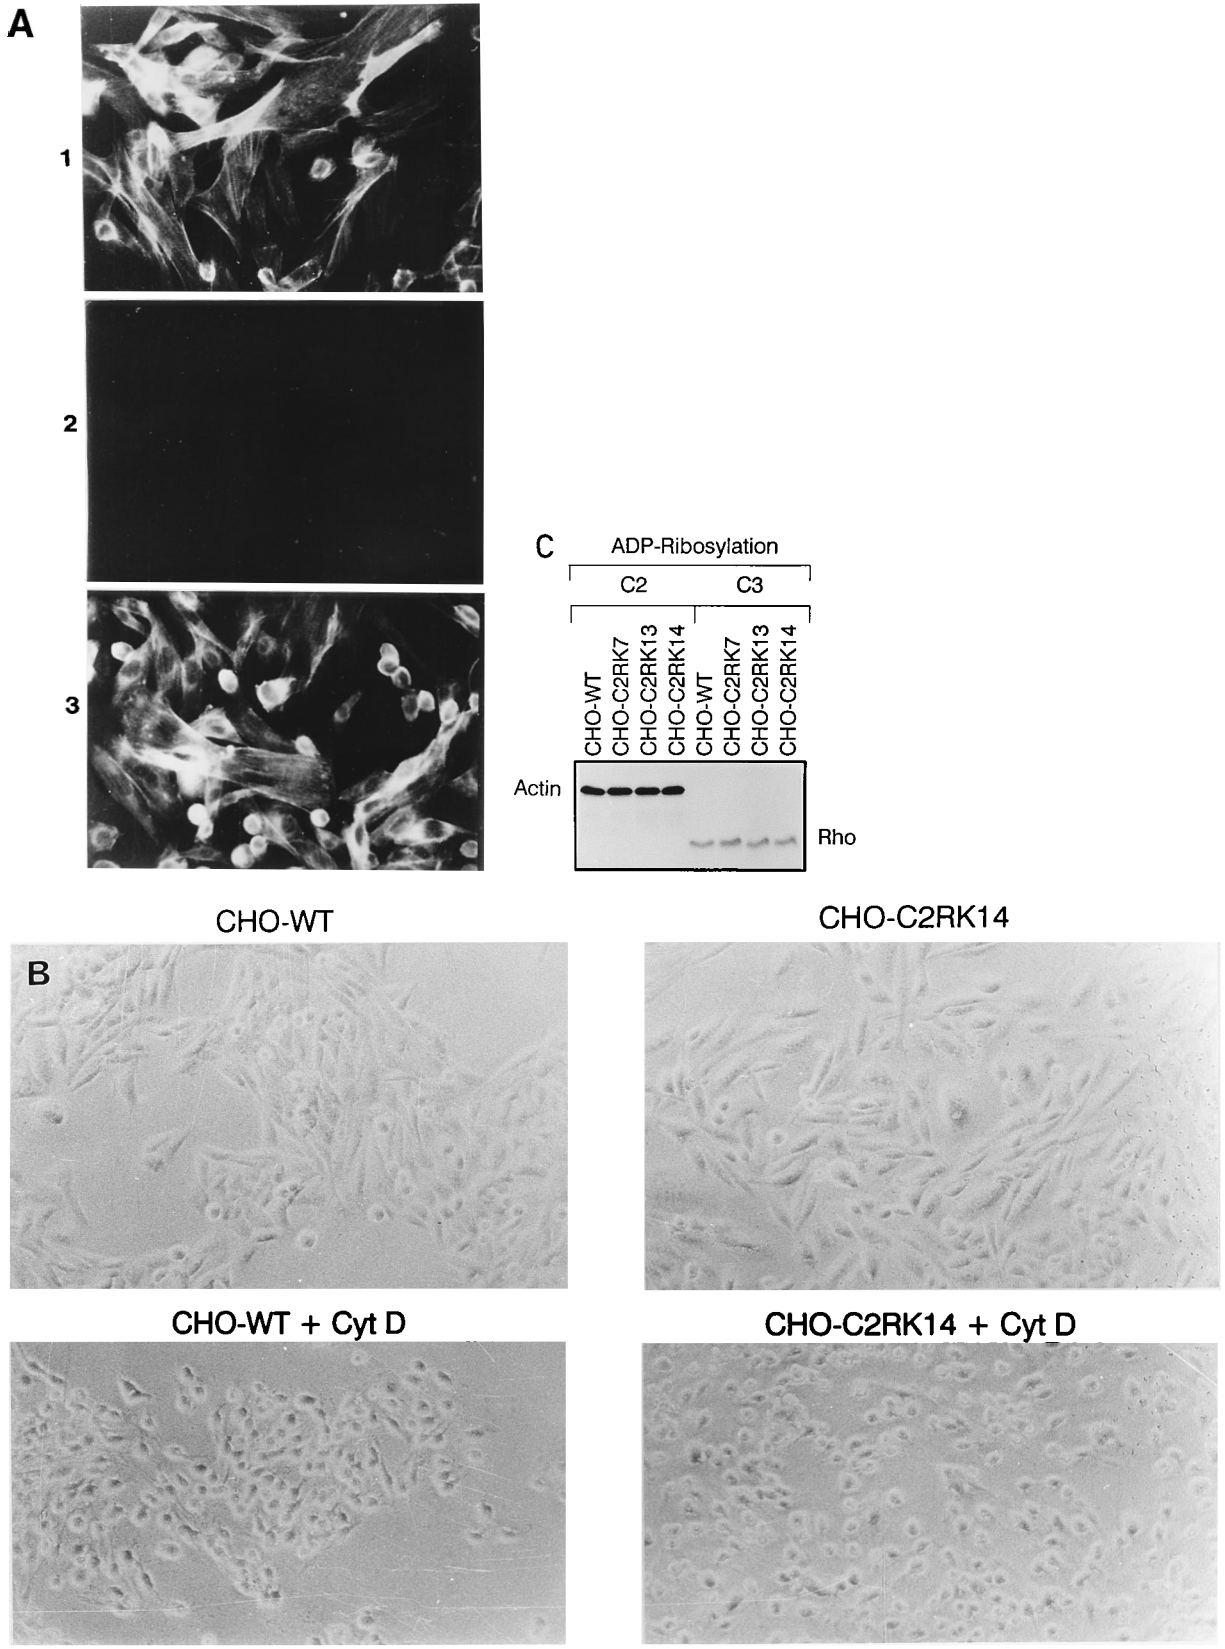 A
1
2
3
C
ADP-Ribosylation
C2 C3
CHO-WT
CHO-C2RK7
CHO-C2RK13
CHO-C2RK14
CHO-WT
CHO-C2RK7
CHO-C2RK13
CHO-C2RK14
Actin
Rho
CHO-WT
CHO-C2RK14
B
CHO-WT + Cyt D
CHO-C2RK14 + Cyt D